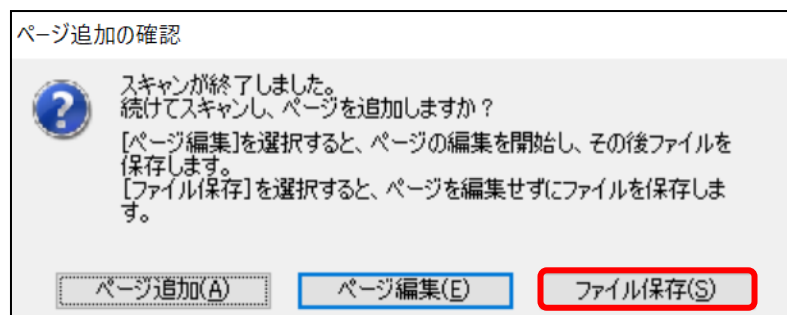 ページ追加の確認
スキャンが終了しました。
続けてスキャンし、ページを追加しますか？
[ページ編集]を選択すると、ページの編集を開始し、その後ファイルを
保存します。
[ファイル保存]を選択すると、ページを編集せずにファイルを保存しま
す。
ページ追加(A) ページ編集(E) ファイル保存(S)